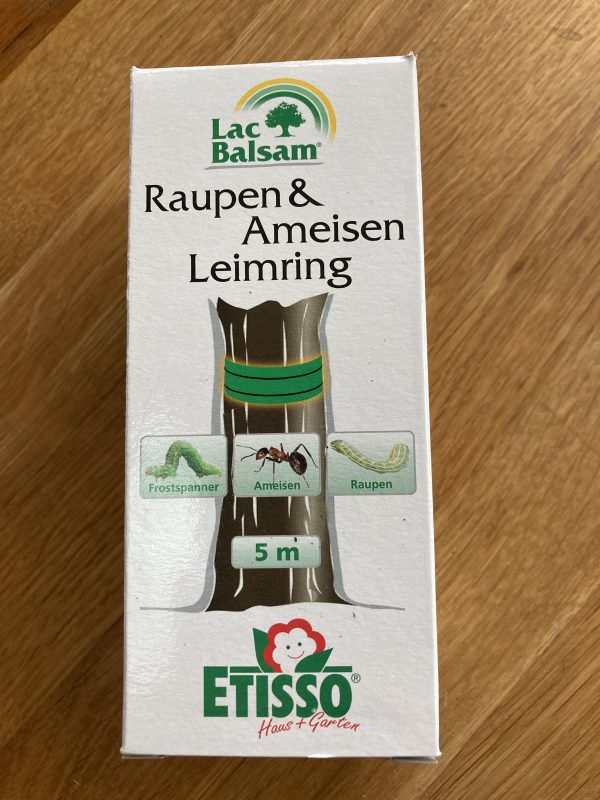 Lac
Balsam®
Raupen &
Ameisen
Leimring
Frostspanner
Ameisen
Raupen
5 m
ETISSO®
Haus + Garten